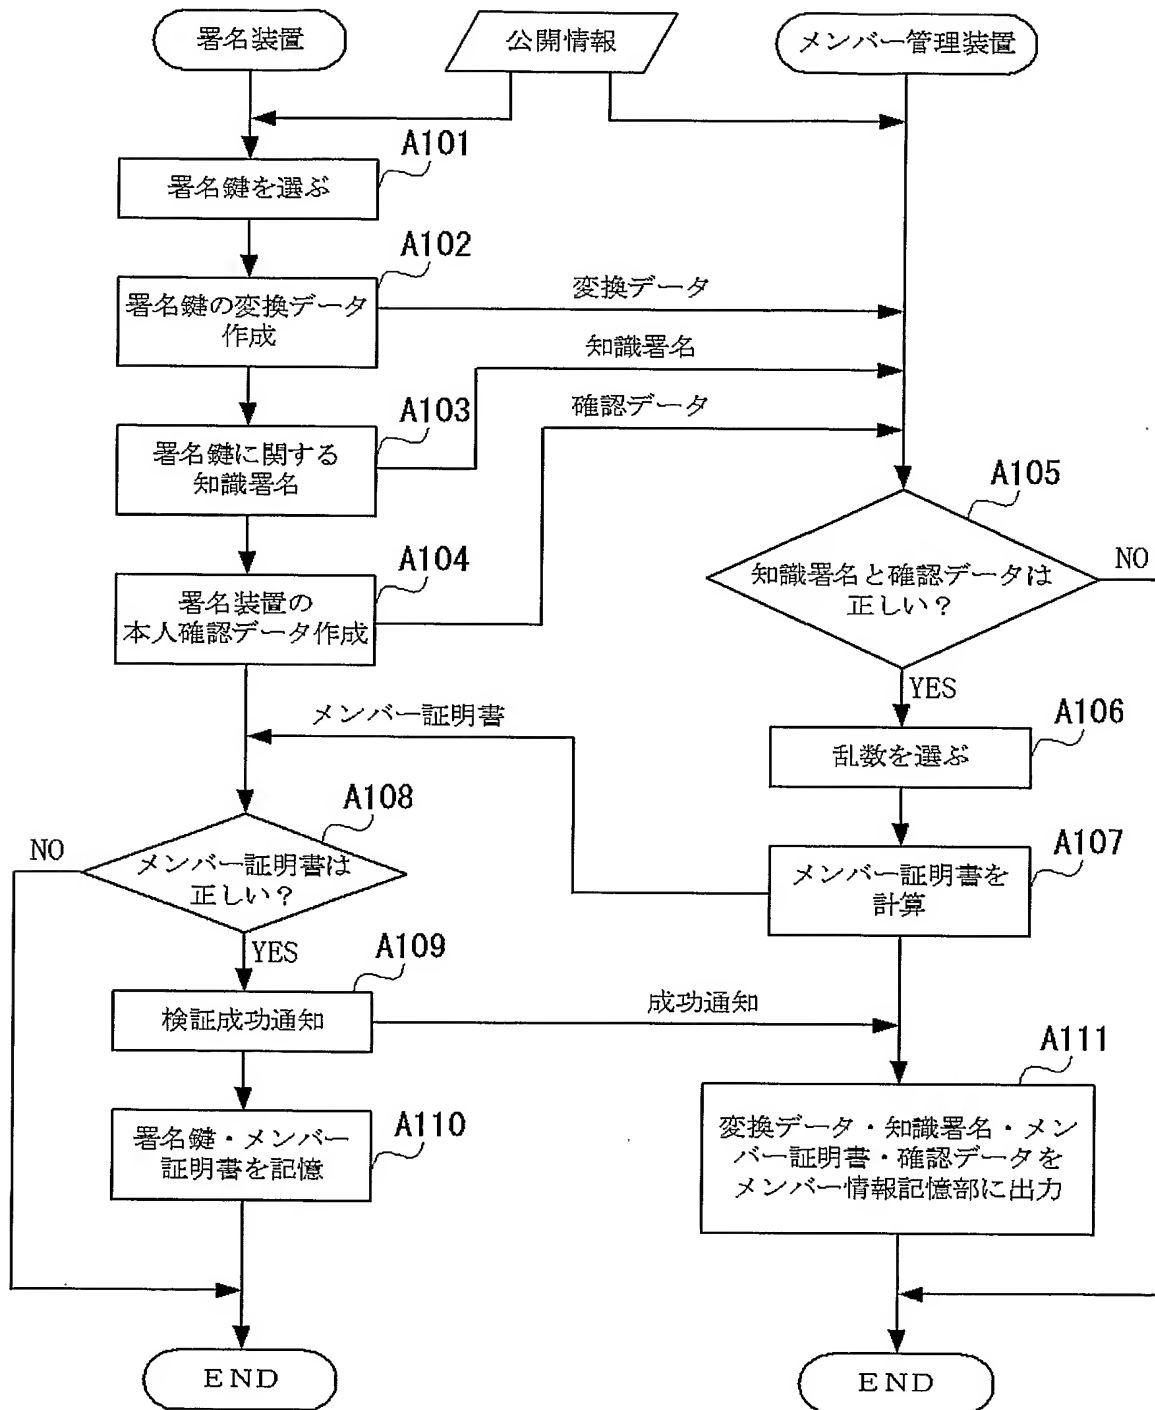 署名装置
公開情報
メンバー管理装置
A101
署名鍵を選ぶ
A102
署名鍵の変換データ
作成
変換データ
知識署名
A103
署名鍵に関する
知識署名
確認データ
A104
署名装置の
本人確認データ作成
A105
知識署名と確認データは
正しい？
NO
YES
メンバー証明書
A106
乱数を選ぶ
A107
メンバー証明書を
計算
A108
メンバー証明書は
正しい？
NO
YES
A109
検証成功通知
成功通知
A110
署名鍵・メンバー
証明書を記憶
A111
変換データ・知識署名・メン
バー証明書・確認データを
メンバー情報記憶部に出力
END
END